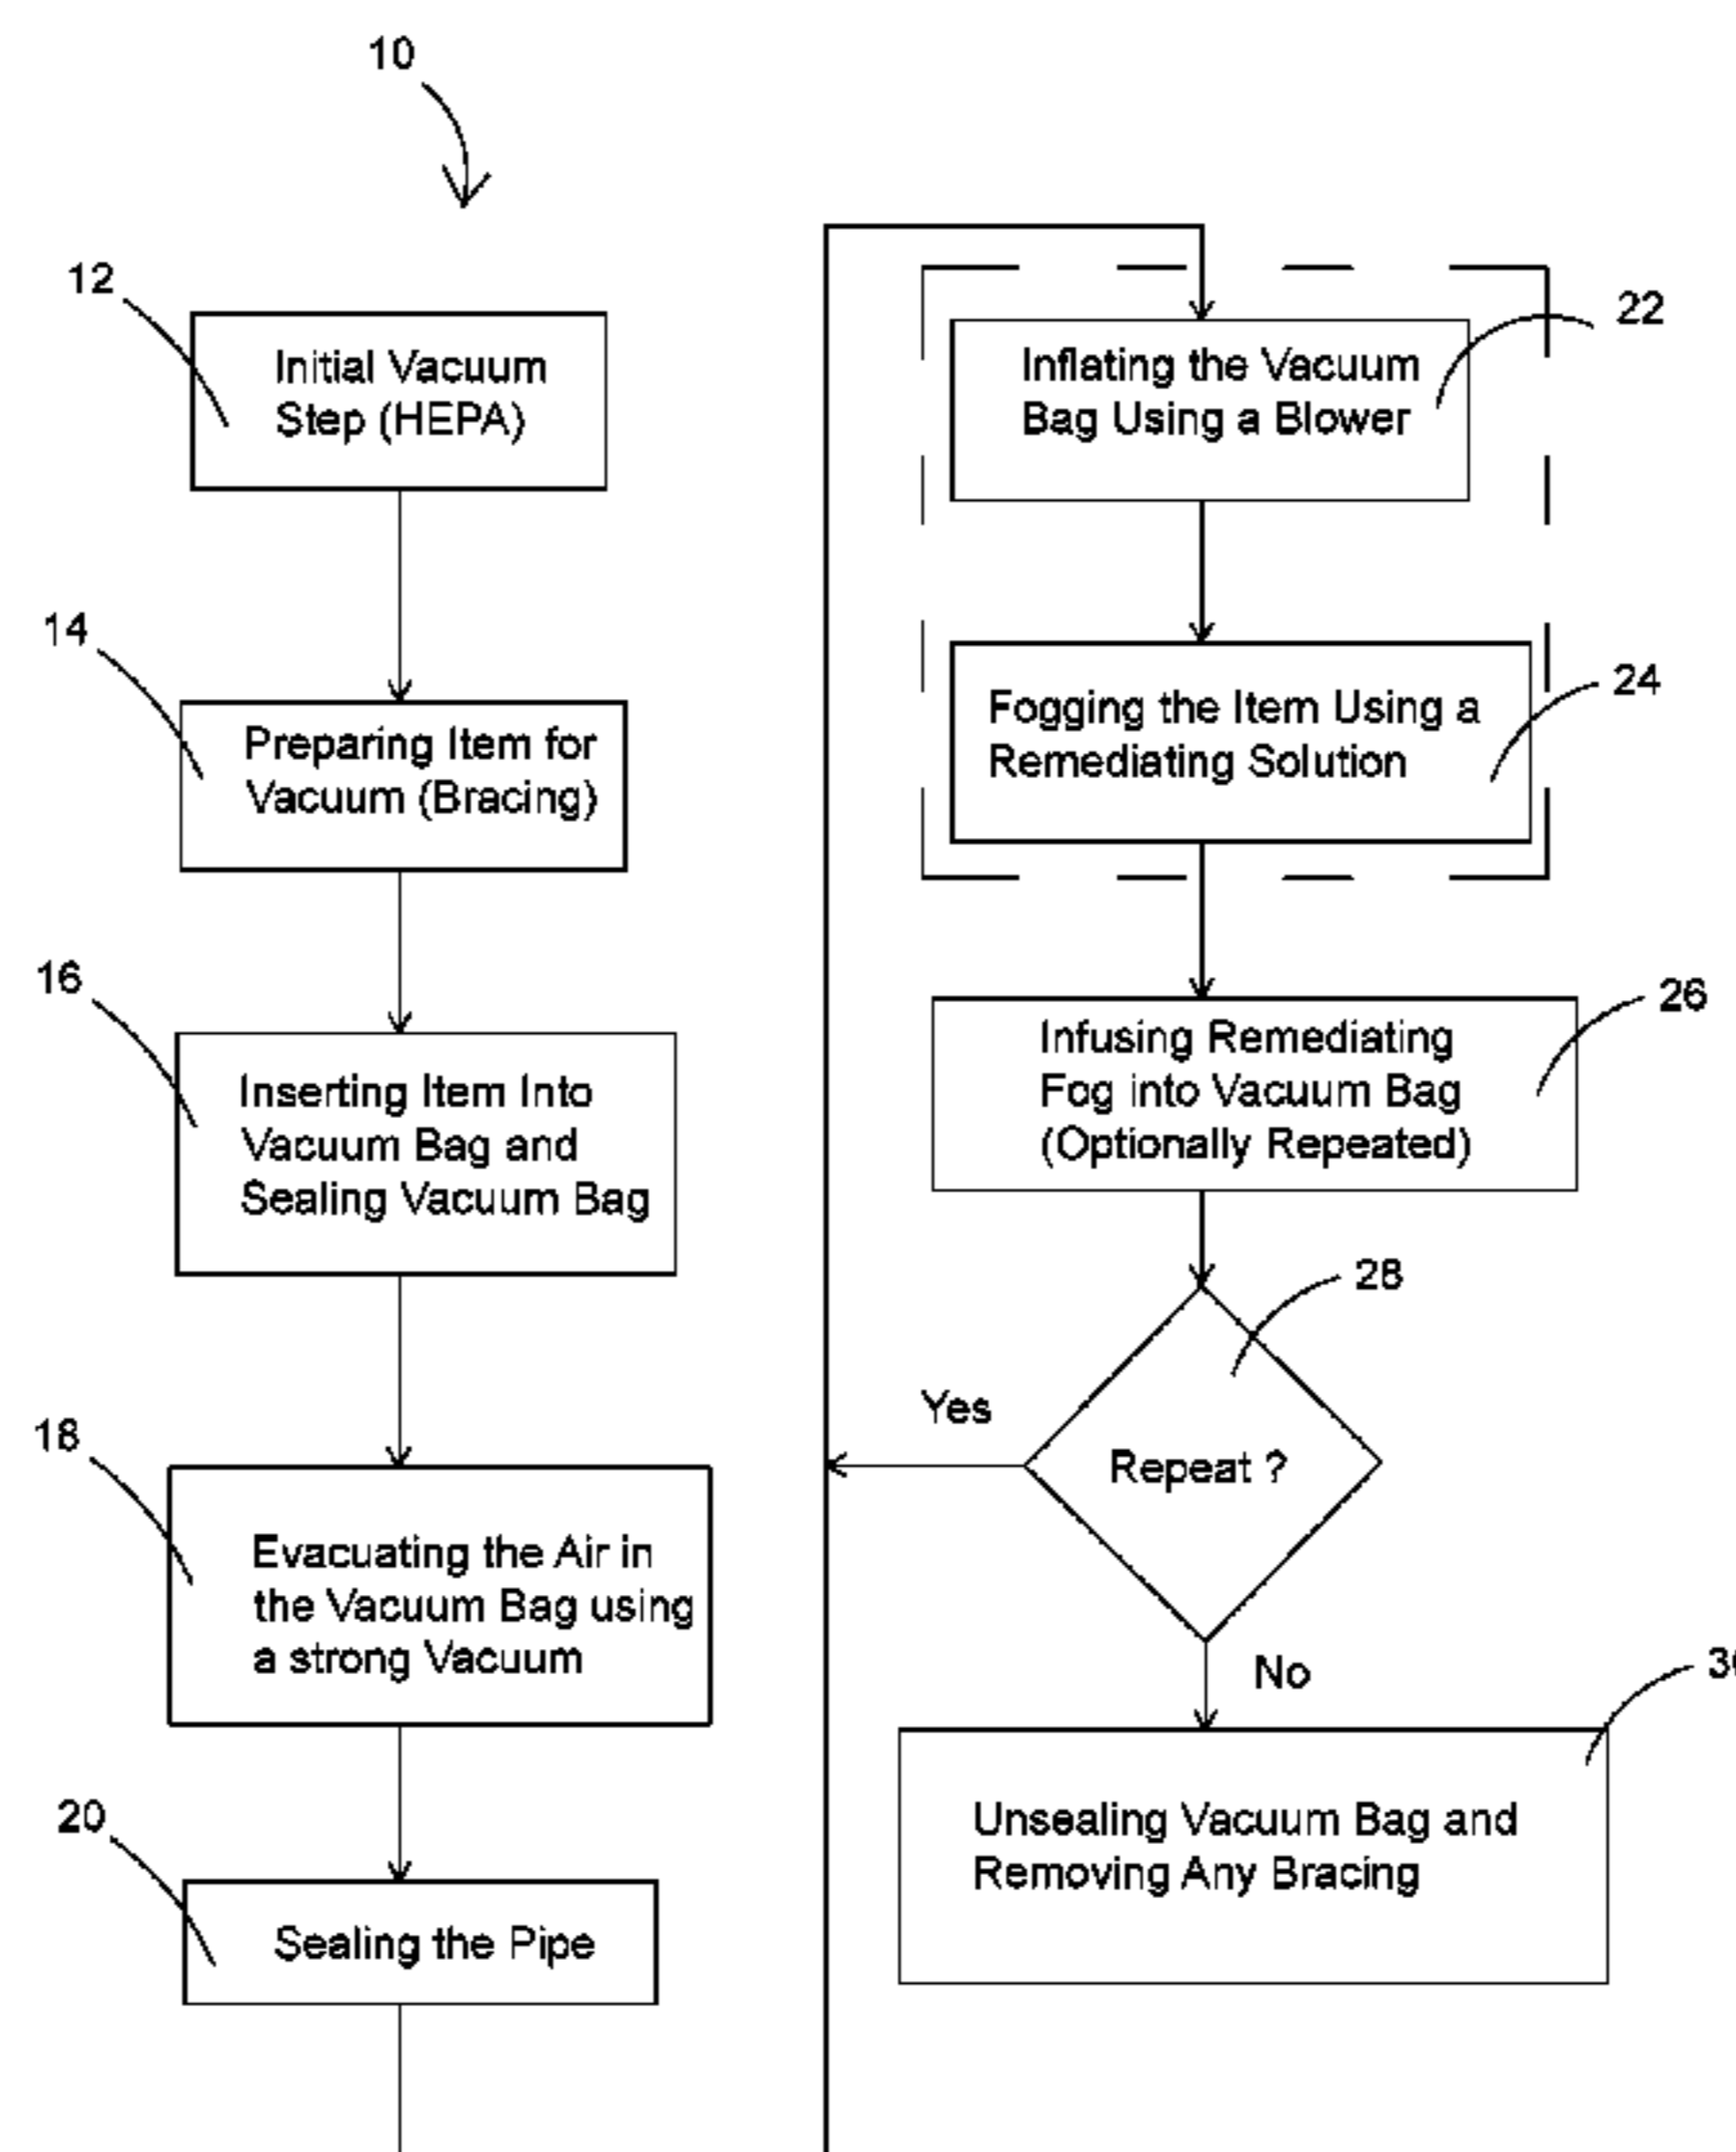 10
12
Initial Vacuum
Step (HEPA)
14
Preparing Item for
Vacuum (Bracing)
16
Inserting Item Into
Vacuum Bag and
Sealing Vacuum Bag
18
Evacuating the Air in
the Vacuum Bag using
a strong Vacuum
20
Sealing the Pipe
22
Inflating the Vacuum
Bag Using a Blower
24
Fogging the Item Using a
Remediating Solution
26
Infusing Remediating
Fog into Vacuum Bag
(Optionally Repeated)
28
Repeat ?
Yes
No
Unsealing Vacuum Bag and
Removing Any Bracing